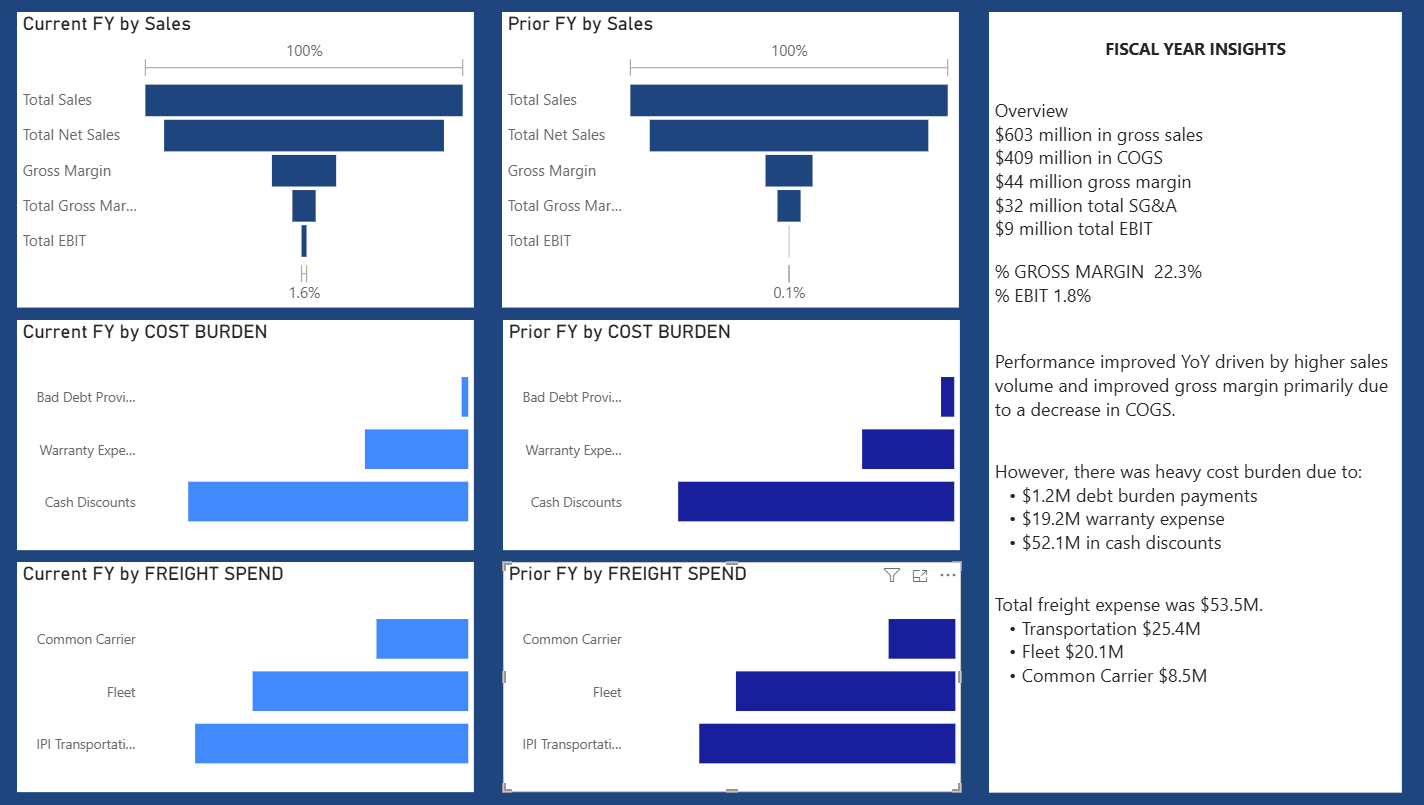 Current FY by Sales
100%
Total Sales
Total Net Sales
Gross Margin
Total Gross Mar...
Total EBIT
1.6%
Prior FY by Sales
100%
Total Sales
Total Net Sales
Gross Margin
Total Gross Mar...
Total EBIT
0.1%
Current FY by COST BURDEN
Bad Debt Provi...
Warranty Expe...
Cash Discounts
Prior FY by COST BURDEN
Bad Debt Provi...
Warranty Expe...
Cash Discounts
Current FY by FREIGHT SPEND
Common Carrier
Fleet
IPI Transportati...
Prior FY by FREIGHT SPEND
Common Carrier
Fleet
IPI Transportati...
FISCAL YEAR INSIGHTS
Overview
$603 million in gross sales
$409 million in COGS
$44 million gross margin
$32 million total SG&A
$9 million total EBIT
% GROSS MARGIN  22.3%
% EBIT 1.8%
Performance improved YoY driven by higher sales
volume and improved gross margin primarily due
to a decrease in COGS.
However, there was heavy cost burden due to:
• $1.2M debt burden payments
• $19.2M warranty expense
• $52.1M in cash discounts
Total freight expense was $53.5M.
• Transportation $25.4M
• Fleet $20.1M
• Common Carrier $8.5M